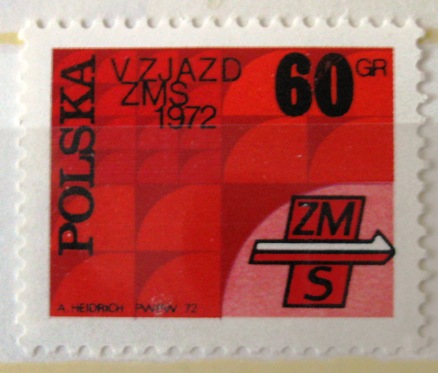 POLSKA
V ZJAZD
ZMS
1972
60 GR
ZM
S
A. HEIDRICH PWPW 72